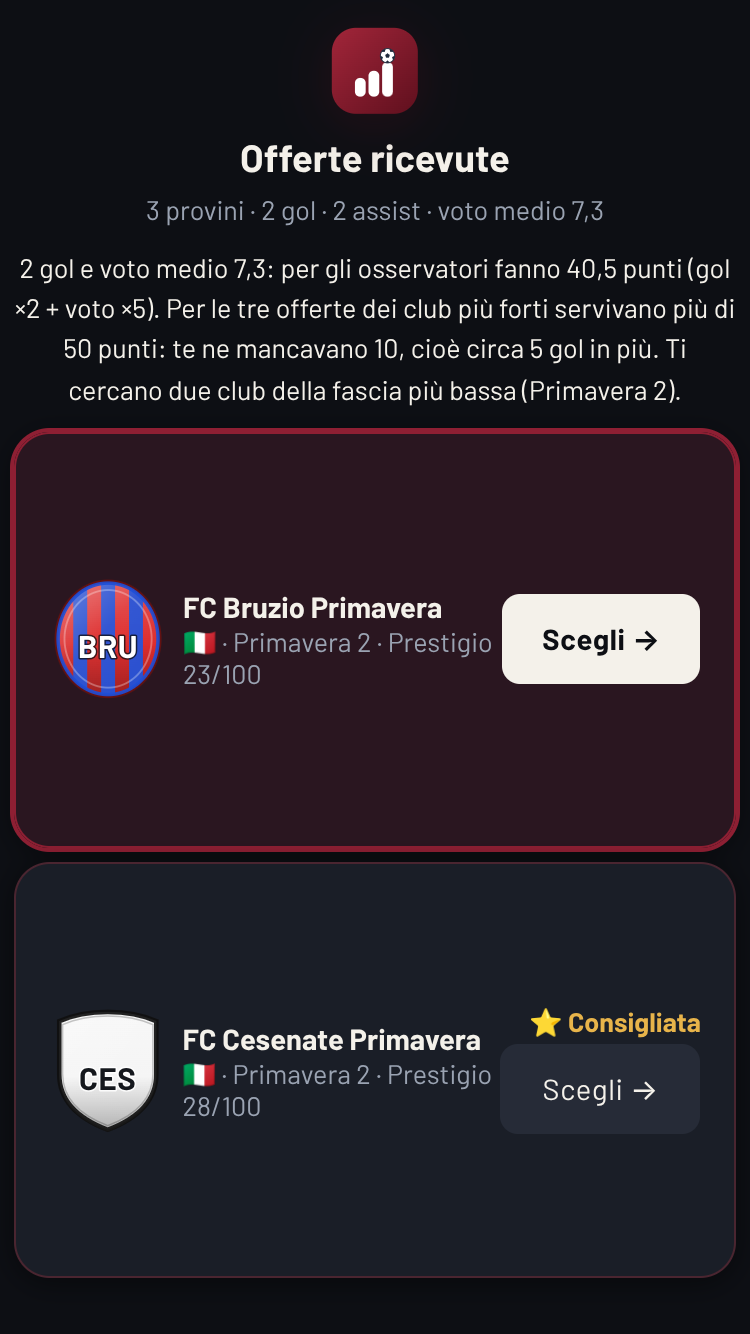 Offerte ricevute
3 provini · 2 gol · 2 assist · voto medio 7,3
2 gol e voto medio 7,3: per gli osservatori fanno 40,5 punti (gol
×2 + voto ×5). Per le tre offerte dei club più forti servivano più di
50 punti: te ne mancavano 10, cioè circa 5 gol in più. Ti
cercano due club della fascia più bassa (Primavera 2).
BRU
FC Bruzio Primavera
🇮🇹 · Primavera 2 · Prestigio
23/100
Scegli →
CES
FC Cesenate Primavera
🇮🇹 · Primavera 2 · Prestigio
28/100
⭐ Consigliata
Scegli →